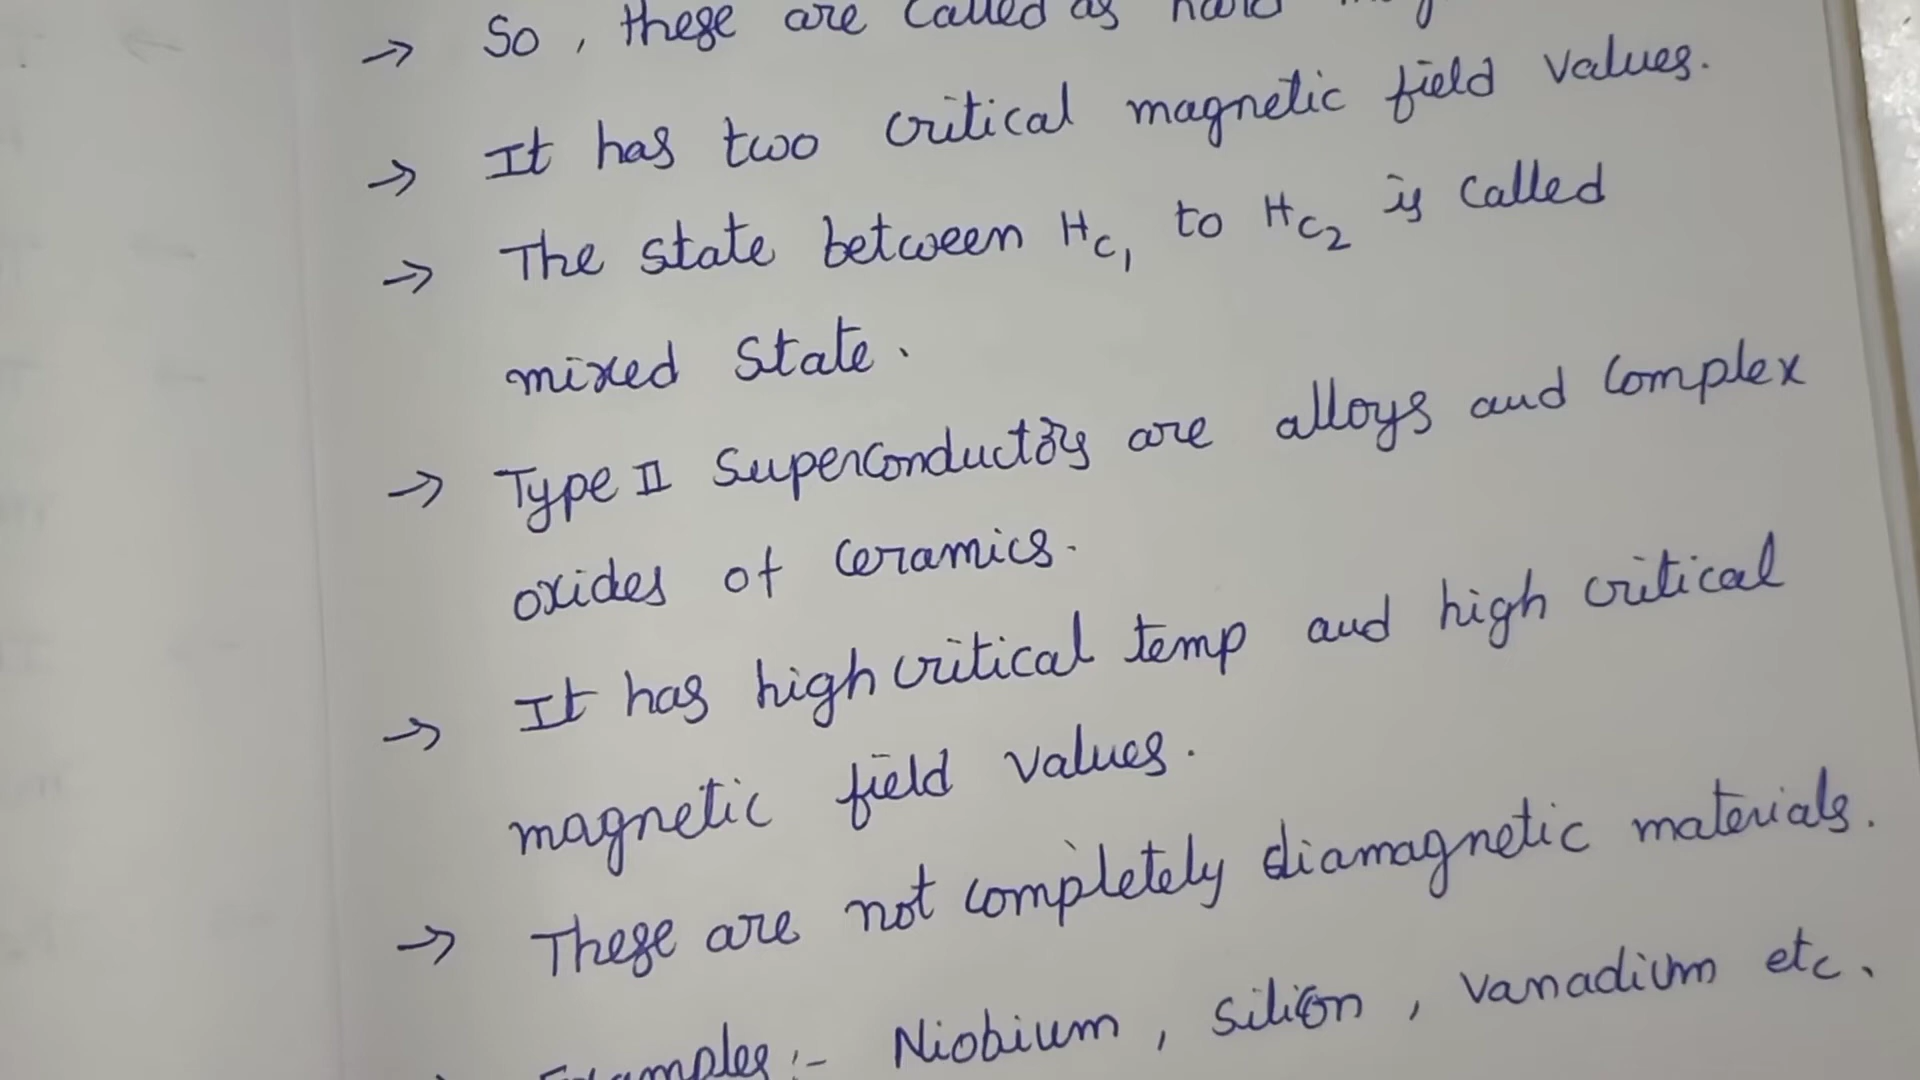 → So, these are called as hard
→ It has two critical magnetic field values.
→ The state between Hc1 to Hc2 is called
mixed state.
→ Type II Superconductors are alloys and complex
oxides of ceramics.
→ It has high critical temp and high critical
magnetic field values.
→ These are not completely diamagnetic materials.
Examples:- Niobium, silicon, vanadium etc.